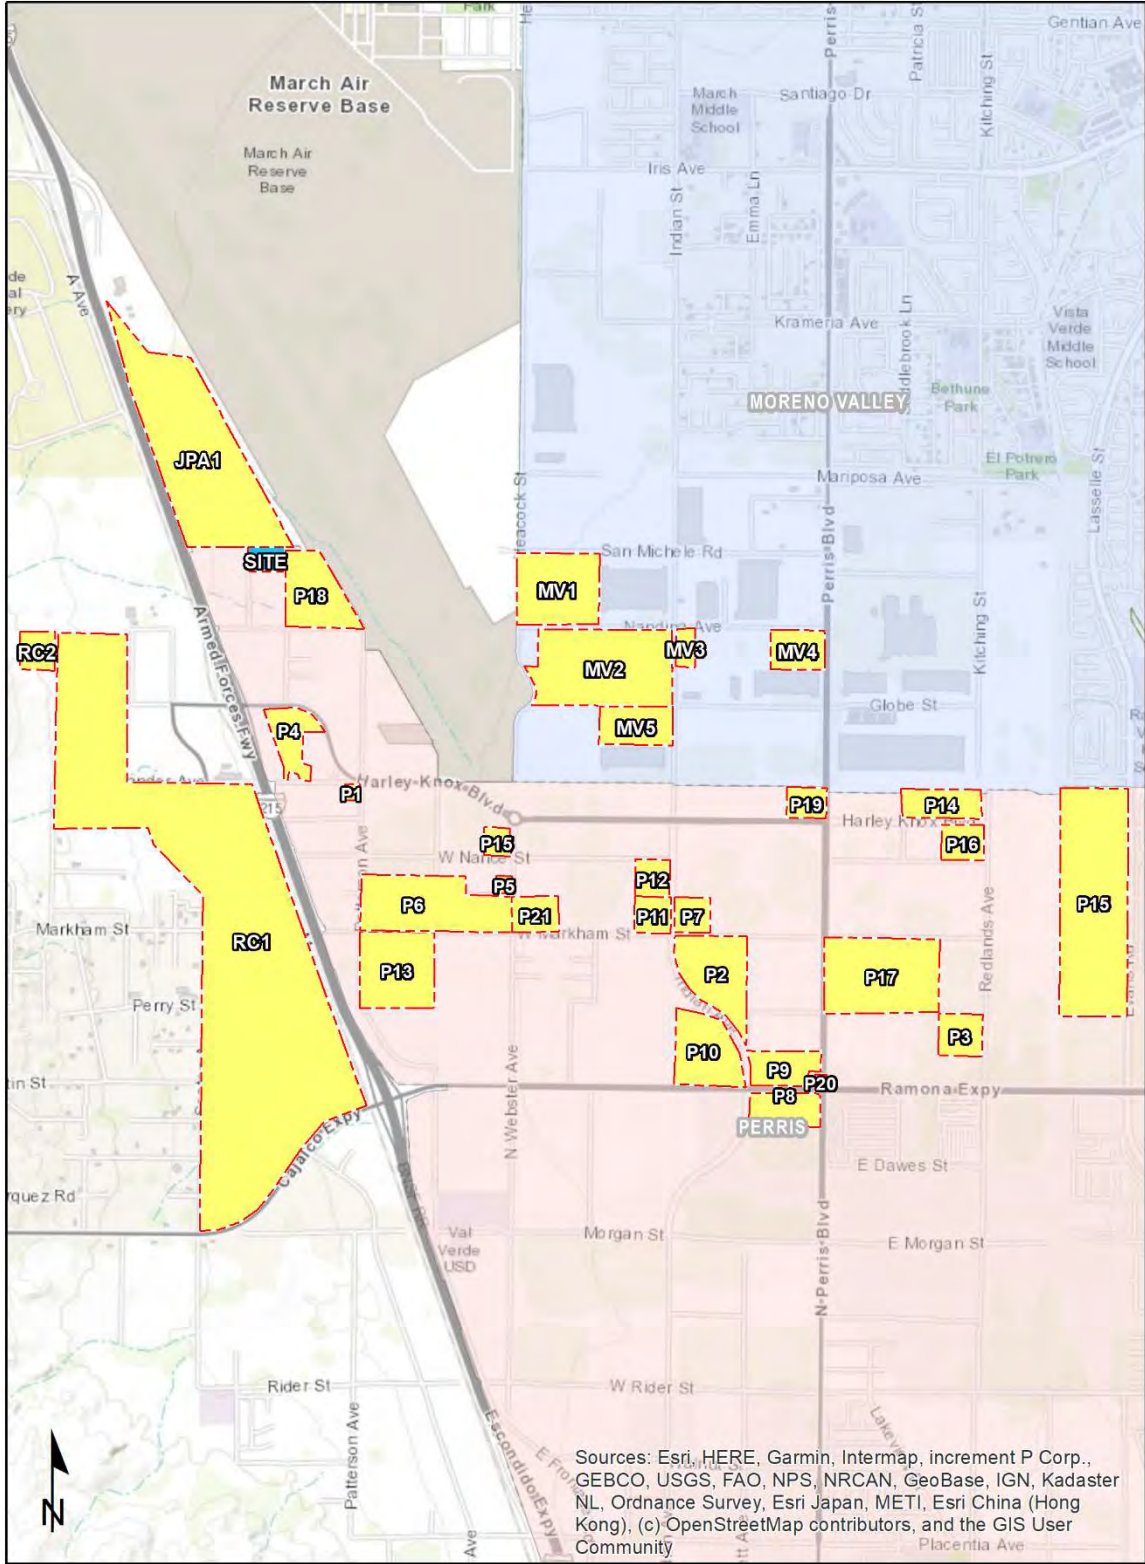 Park
Perris
Patricia St
Gentian Ave
Kitching St
March Air
Reserve Base
March
Middle
School
Santiago Dr
March Air
Reserve
Base
Iris Ave
Indian St
Emma Ln
A Ave
Krameria Ave
Vista
Verde
Middle
School
MORENO VALLEY
Bethune
Park
JPA1
El Potrero
Park
Mariposa Ave
Lasselle St
Perris Blvd
SITE
San Michele Rd
P18
MV1
Nandina Ave
Kitching St
RC2
MV3
MV4
MV2
Armed Forces Fwy
Globe St
P4
MV5
Harley Knox Blvd
P1
215
P19
P14
Harley Knox
P15
P16
W Nance St
P12
P5
P6
P21
P11
P7
P15
Markham St
W Markham St
RC1
P13
P2
P17
Redlands Ave
Evans Rd
Perry St
P3
P10
N Webster Ave
P9
P20
P8
Ramona Expy
PERRIS
Cajalco Expy
E Dawes St
Val
Verde
USD
Morgan St
E Morgan St
N Perris Blvd
Rider St
W Rider St
Patterson Ave
Escondido Expy
N
Ave
Placentia Ave
Sources: Esri, HERE, Garmin, Intermap, increment P Corp.,
GEBCO, USGS, FAO, NPS, NRCAN, GeoBase, IGN, Kadaster
NL, Ordnance Survey, Esri Japan, METI, Esri China (Hong
Kong), (c) OpenStreetMap contributors, and the GIS User
Community